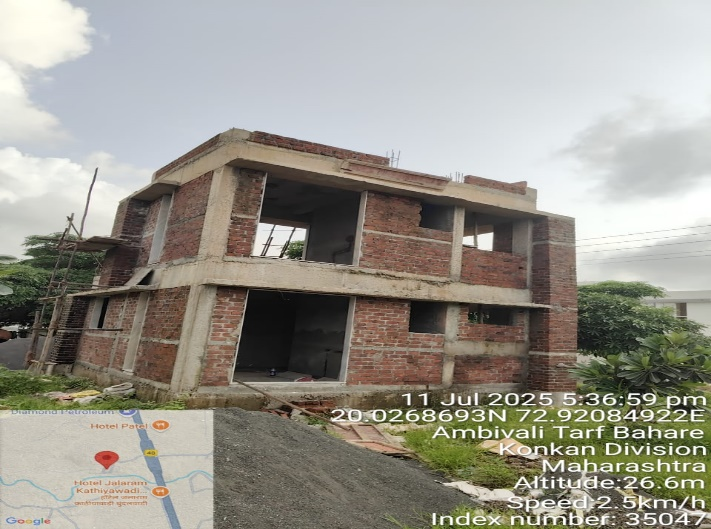 11 Jul 2025 5:36:59 pm
20.0268693N 72.92084922E
Ambivali Tarf Bahare
Konkan Division
Maharashtra
Altitude:26.6m
Speed:2.5km/h
Index number: 35047
Diamond Petroleum
Hotel Patel
48
Hotel Jalaram
Kathiyawadi...
Google